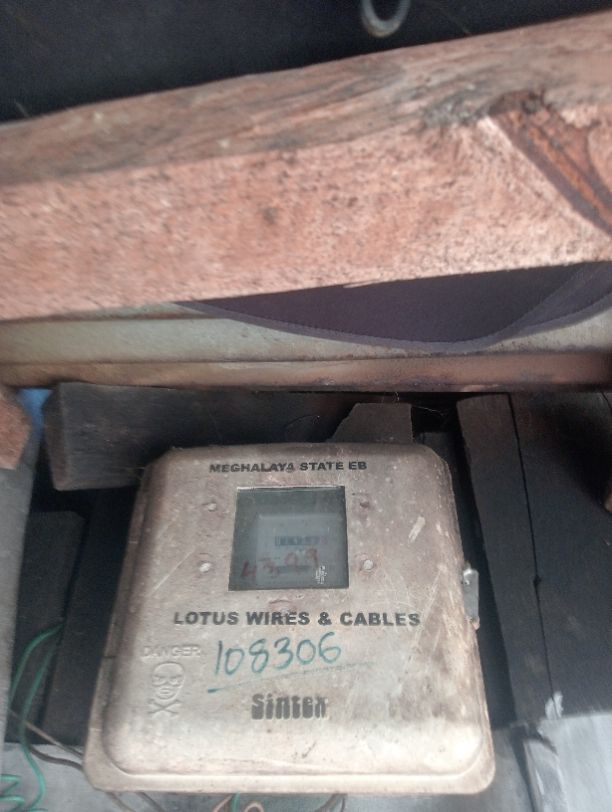 MEGHALAYA STATE EB
LOTUS WIRES & CABLES
DANGER
108306
Sintex